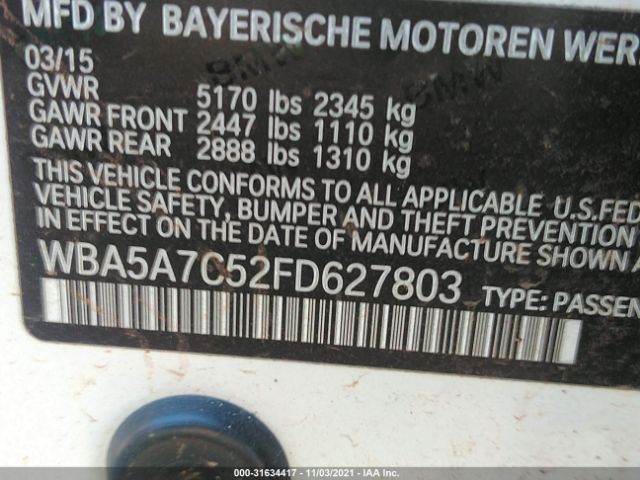 MFD BY BAYERISCHE MOTOREN
03/15
GVWR 5170 lbs 2345 kg
GAWR FRONT 2447 lbs 1110 kg
GAWR REAR 2888 lbs 1310 kg
THIS VEHICLE CONFORMS TO ALL APPLICABLE U.S.FED
VEHICLE SAFETY, BUMPER AND THEFT PREVENTION
IN EFFECT ON THE DATE OF MANUFACTURE
WBA5A7C52FD627803 TYPE: PASSEN
000-31634417 - 11/03/2021 - IAA Inc.